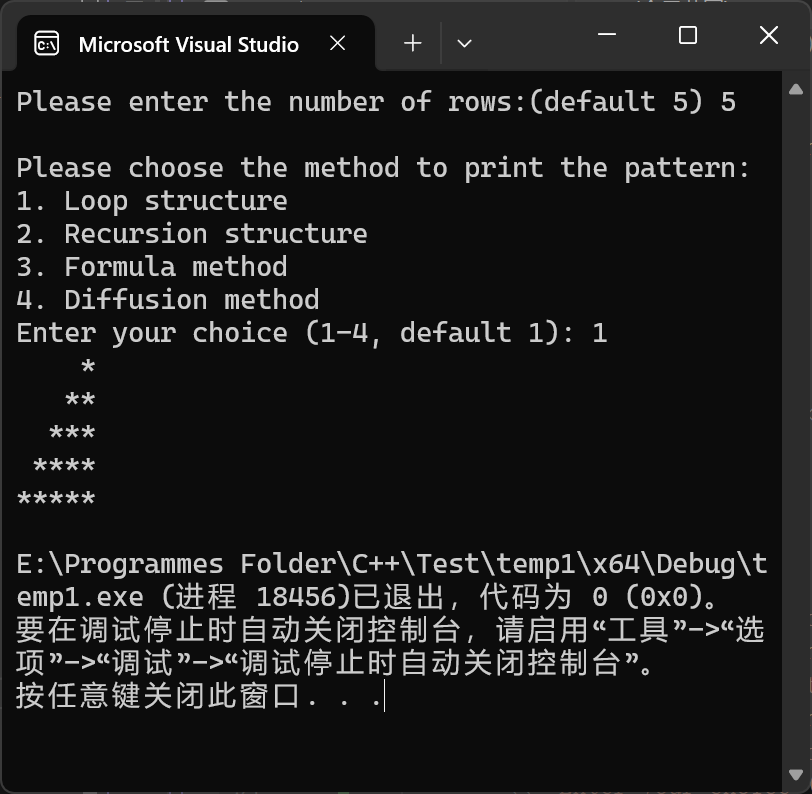 Microsoft Visual Studio
Please enter the number of rows:(default 5) 5
Please choose the method to print the pattern:
1. Loop structure
2. Recursion structure
3. Formula method
4. Diffusion method
Enter your choice (1-4, default 1): 1
    *
   **
  ***
 ****
*****
E:\Programmes Folder\C++\Test\temp1\x64\Debug\t
emp1.exe (进程 18456)已退出，代码为 0 (0x0)。
要在调试停止时自动关闭控制台，请启用“工具”->“选
项”->“调试”->“调试停止时自动关闭控制台”。
按任意键关闭此窗口. . .